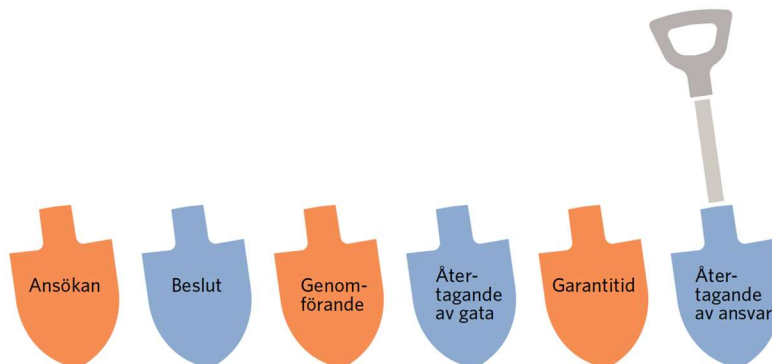 Ansökan
Beslut
Genom-
förande
Åter-
tagande
av gata
Garantitid
Åter-
tagande
av ansvar